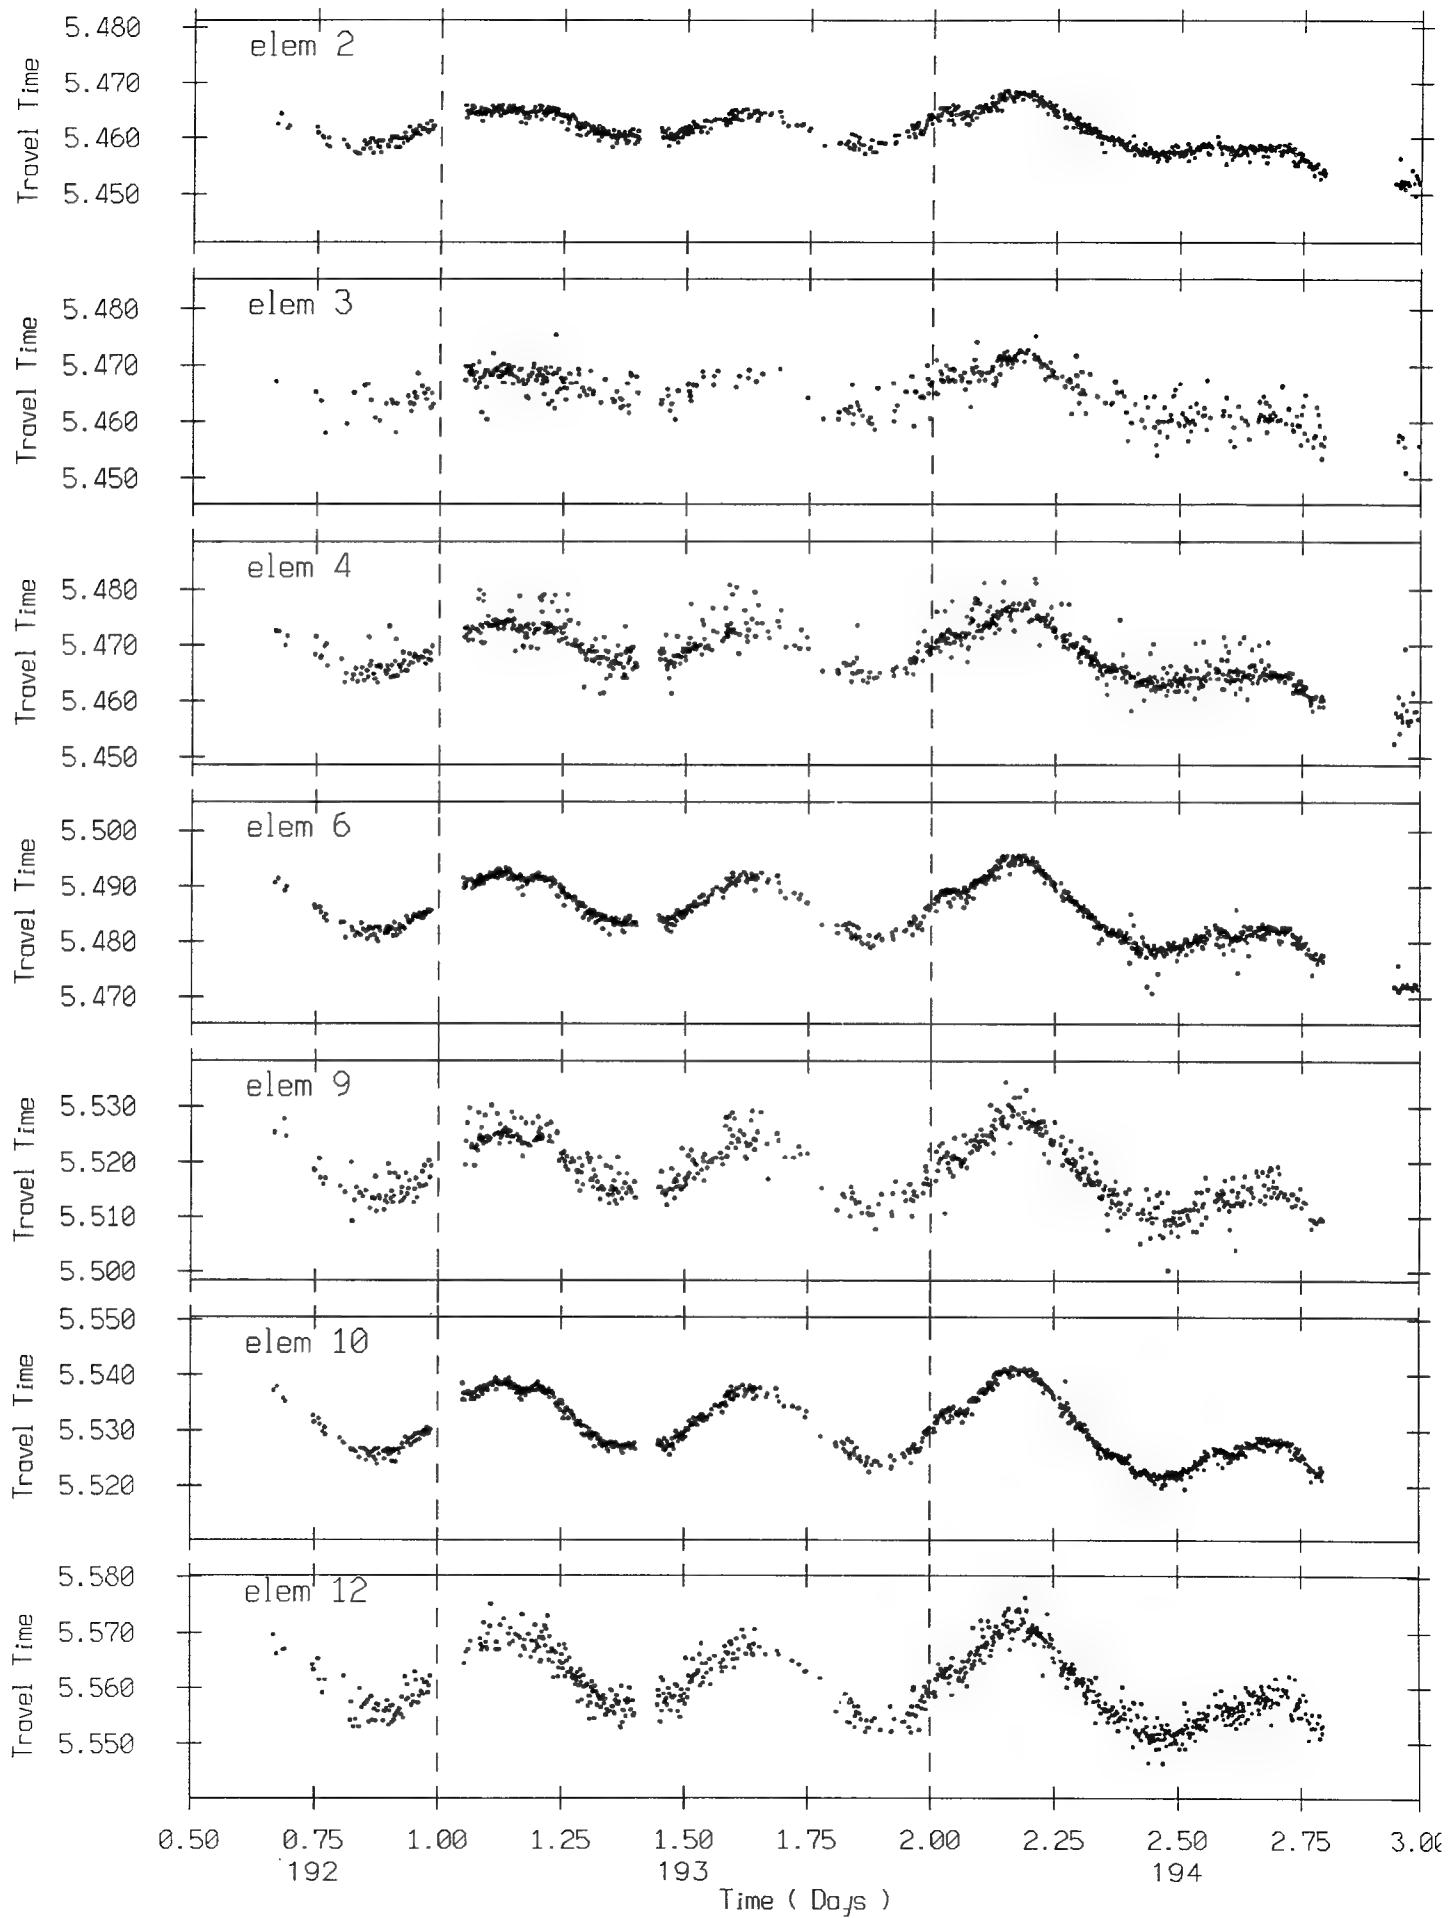 elem 2
Travel Time
5.480
5.470
5.460
5.450
elem 3
Travel Time
5.480
5.470
5.460
5.450
elem 4
Travel Time
5.480
5.470
5.460
5.450
elem 6
Travel Time
5.500
5.490
5.480
5.470
elem 9
Travel Time
5.530
5.520
5.510
5.500
elem 10
Travel Time
5.550
5.540
5.530
5.520
elem 12
Travel Time
5.580
5.570
5.560
5.550
0.50 0.75 1.00 1.25 1.50 1.75 2.00 2.25 2.50 2.75 3.00
192 193 194
Time ( Days )